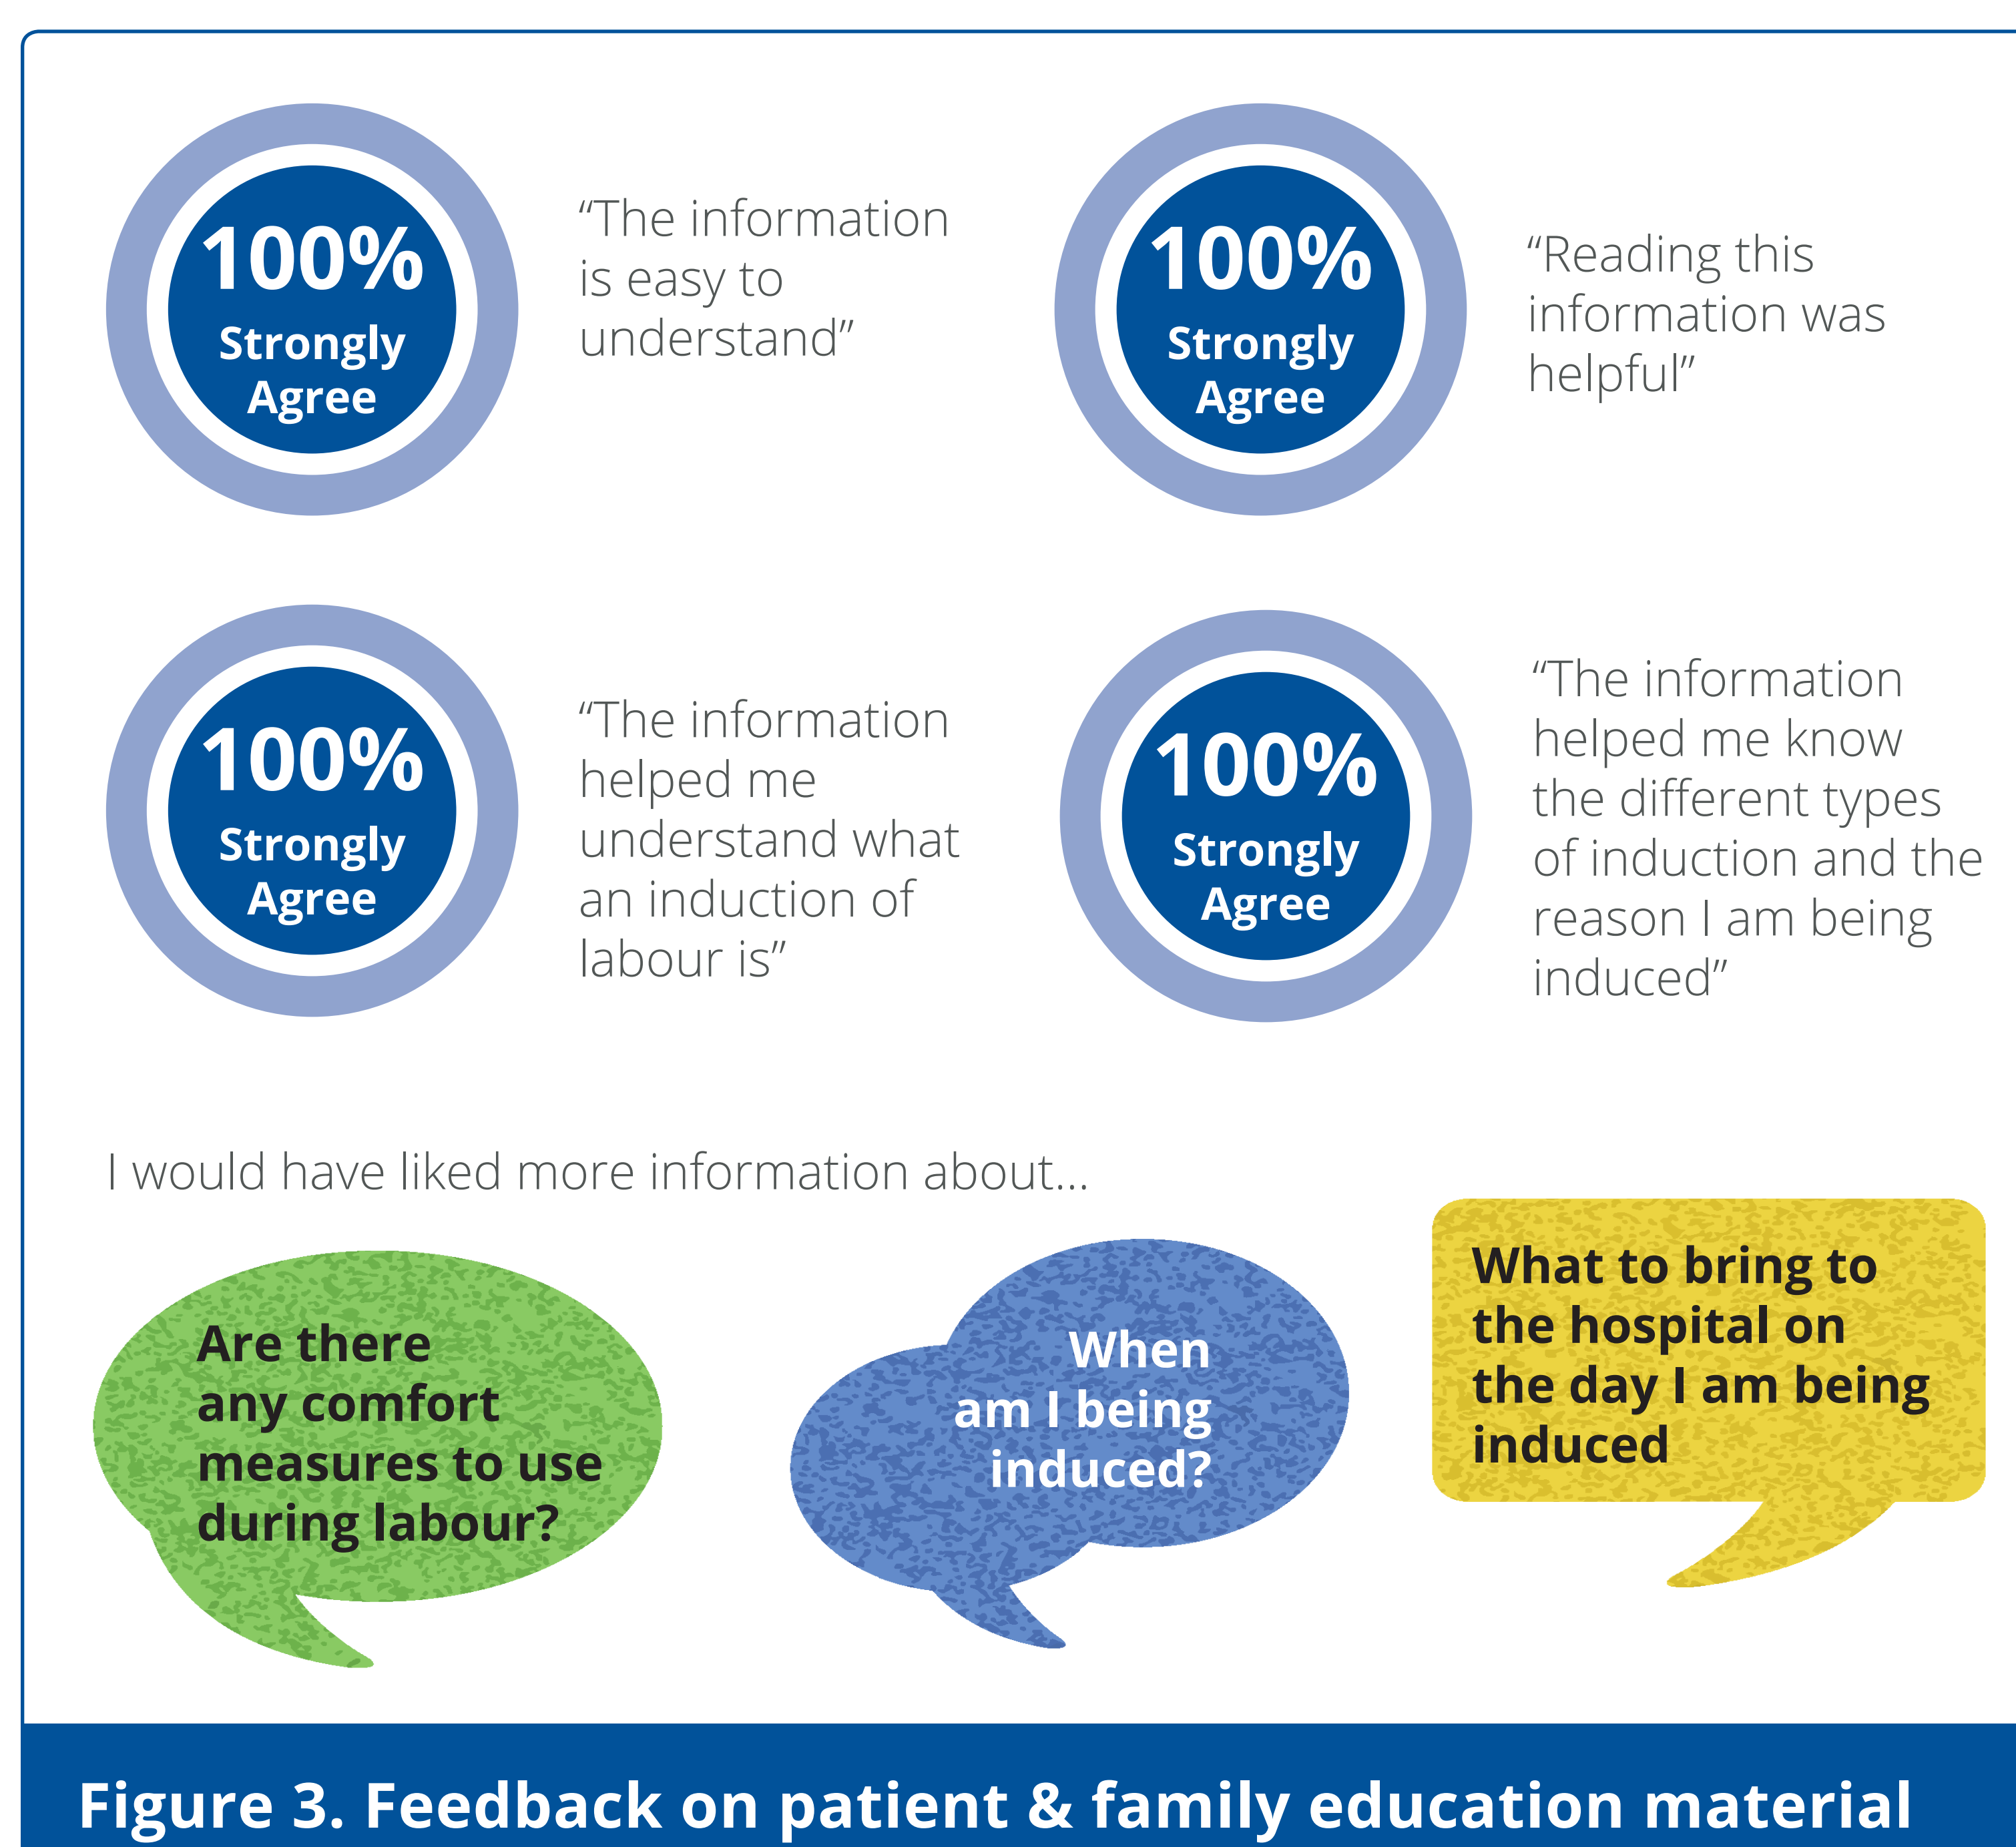 100%
Strongly
Agree
“The information
is easy to
understand”
100%
Strongly
Agree
“Reading this
information was
helpful”
100%
Strongly
Agree
“The information
helped me
understand what
an induction of
labour is”
100%
Strongly
Agree
“The information
helped me know
the different types
of induction and the
reason I am being
induced”
I would have liked more information about...
Are there
any comfort
measures to use
during labour?
When
am I being
induced?
What to bring to
the hospital on
the day I am being
induced
Figure 3. Feedback on patient & family education material